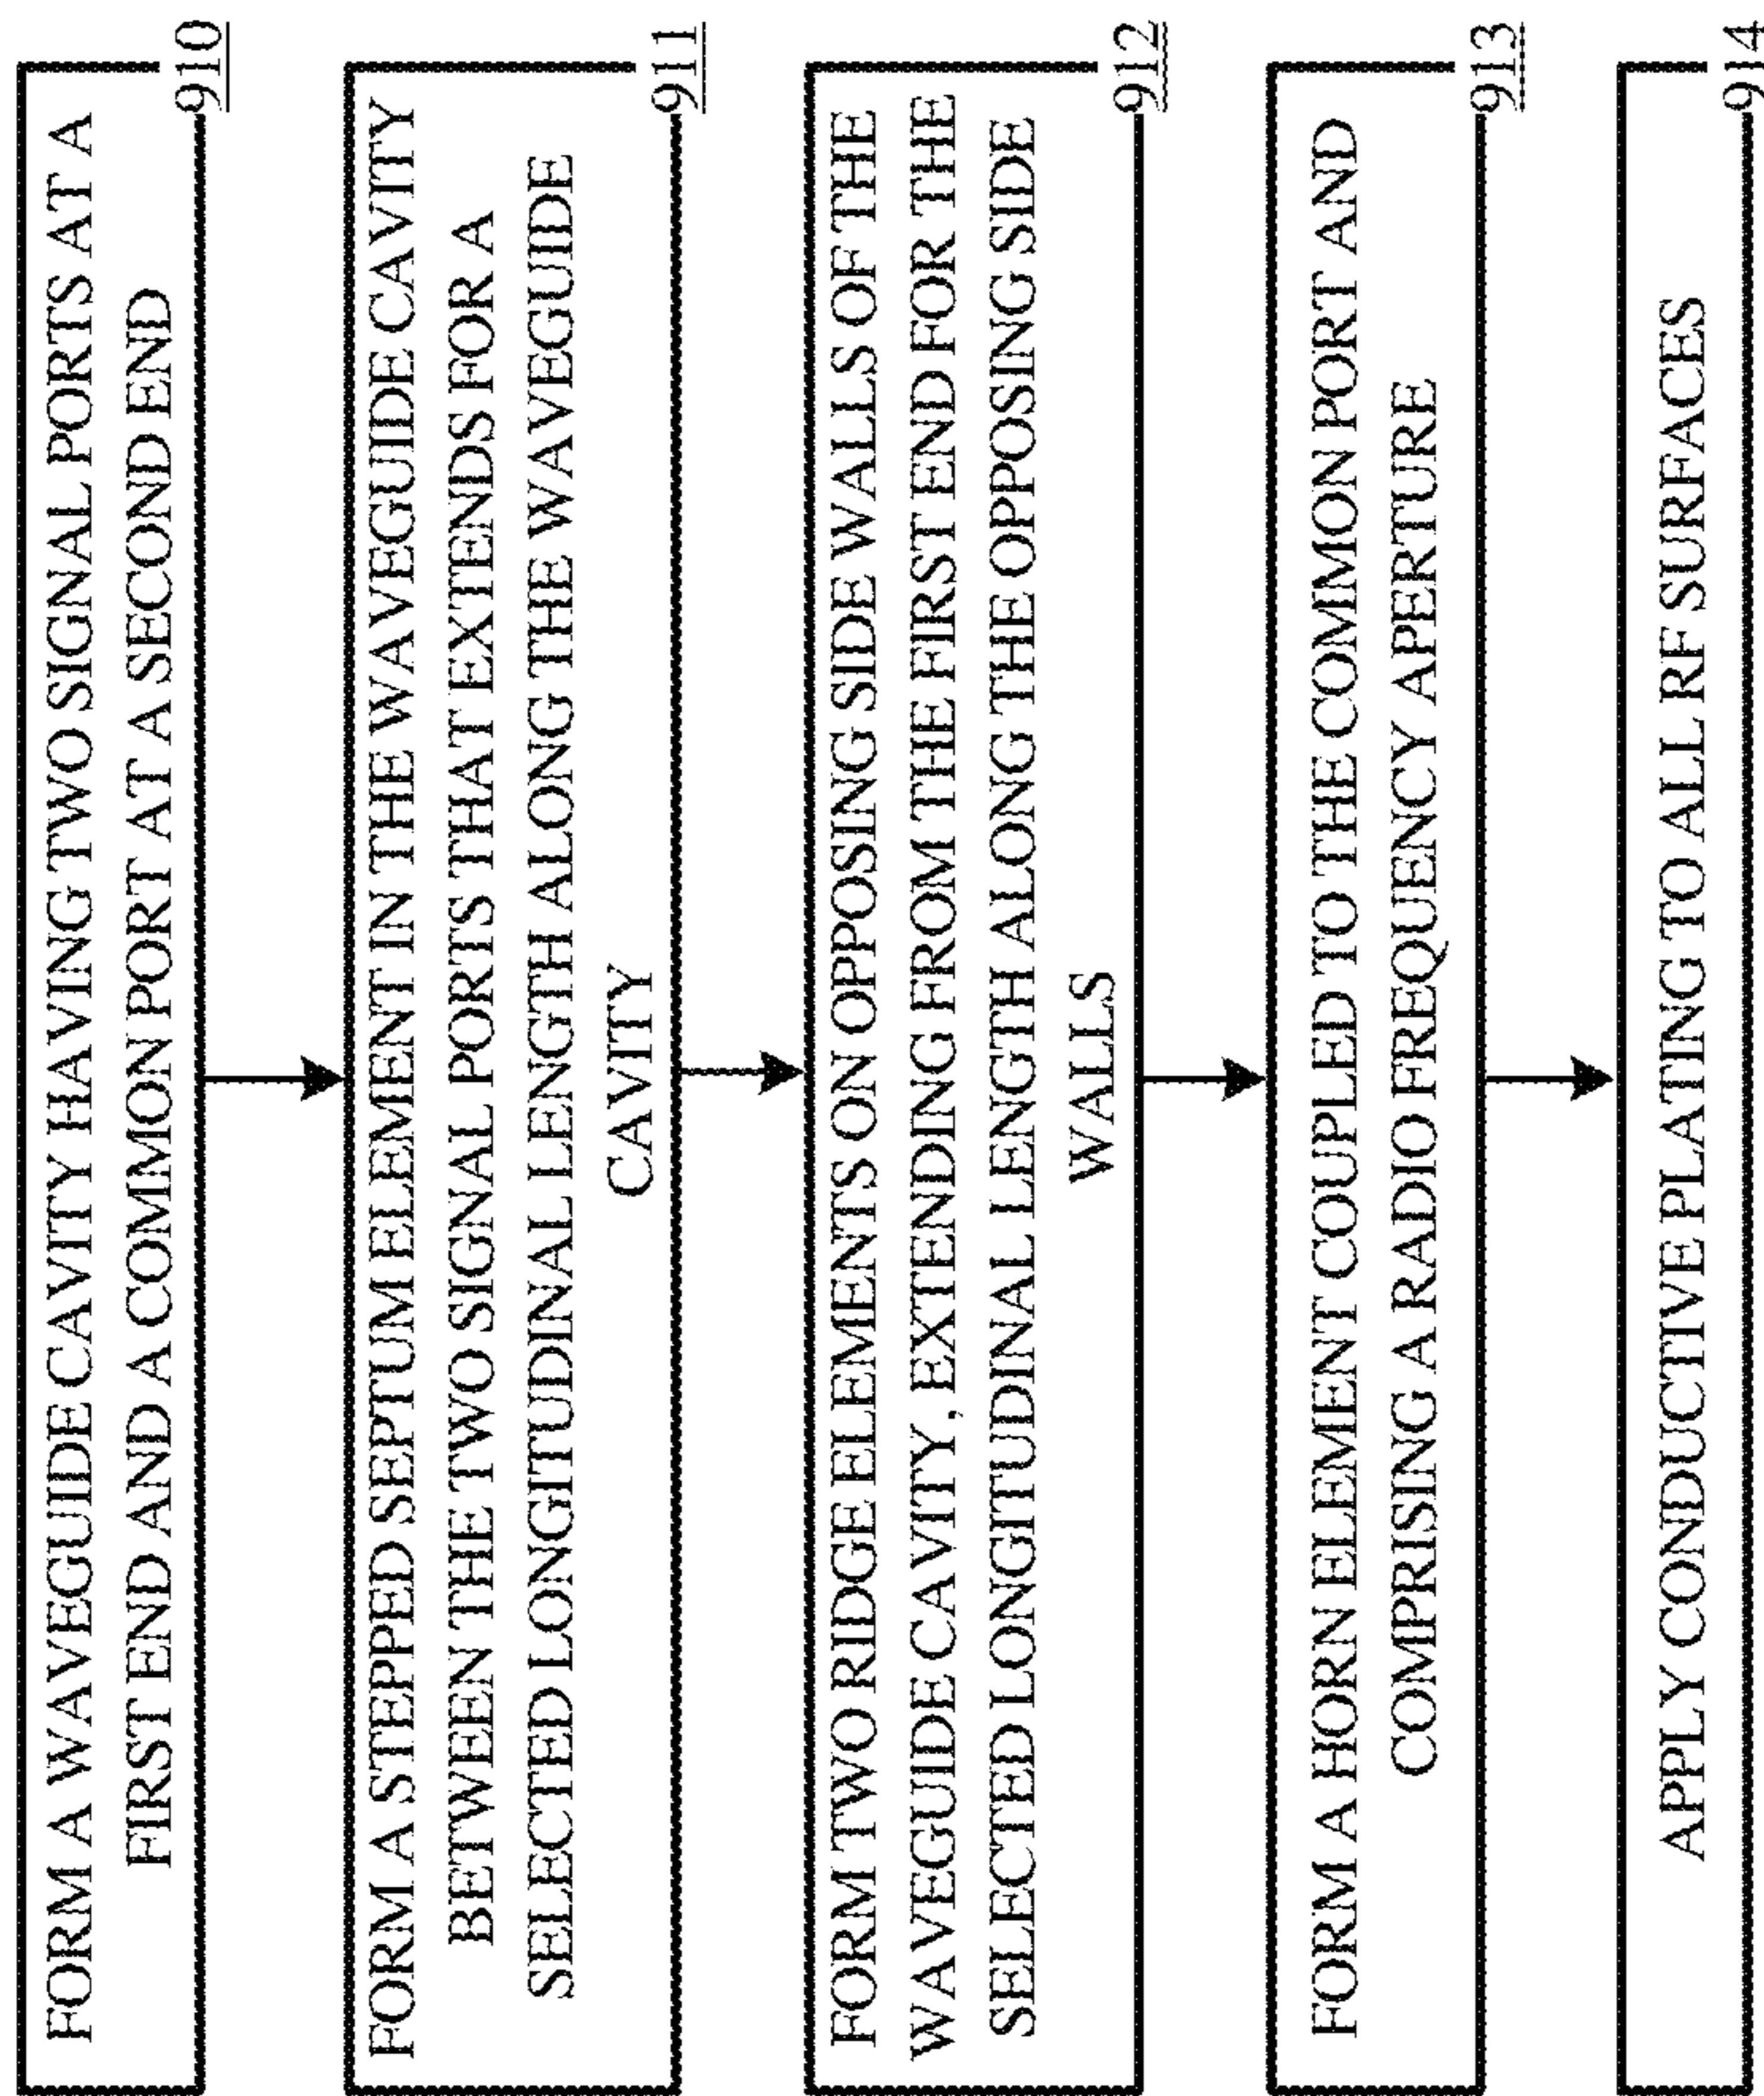 FORM A WAVEGUIDE CAVITY HAVING TWO SIGNAL PORTS AT A
FIRST END AND A COMMON PORT AT A SECOND END
910
FORM A STEPPED SEPTUM ELEMENT IN THE WAVEGUIDE CAVITY
BETWEEN THE TWO SIGNAL PORTS THAT EXTENDS FOR A
SELECTED LONGITUDINAL LENGTH ALONG THE WAVEGUIDE
CAVITY
911
FORM TWO RIDGE ELEMENTS ON OPPOSING SIDE WALLS OF THE
WAVEGUIDE CAVITY, EXTENDING FROM THE FIRST END FOR THE
SELECTED LONGITUDINAL LENGTH ALONG THE OPPOSING SIDE
WALLS
912
FORM A HORN ELEMENT COUPLED TO THE COMMON PORT AND
COMPRISING A RADIO FREQUENCY APERTURE
913
APPLY CONDUCTIVE PLATING TO ALL RF SURFACES
914